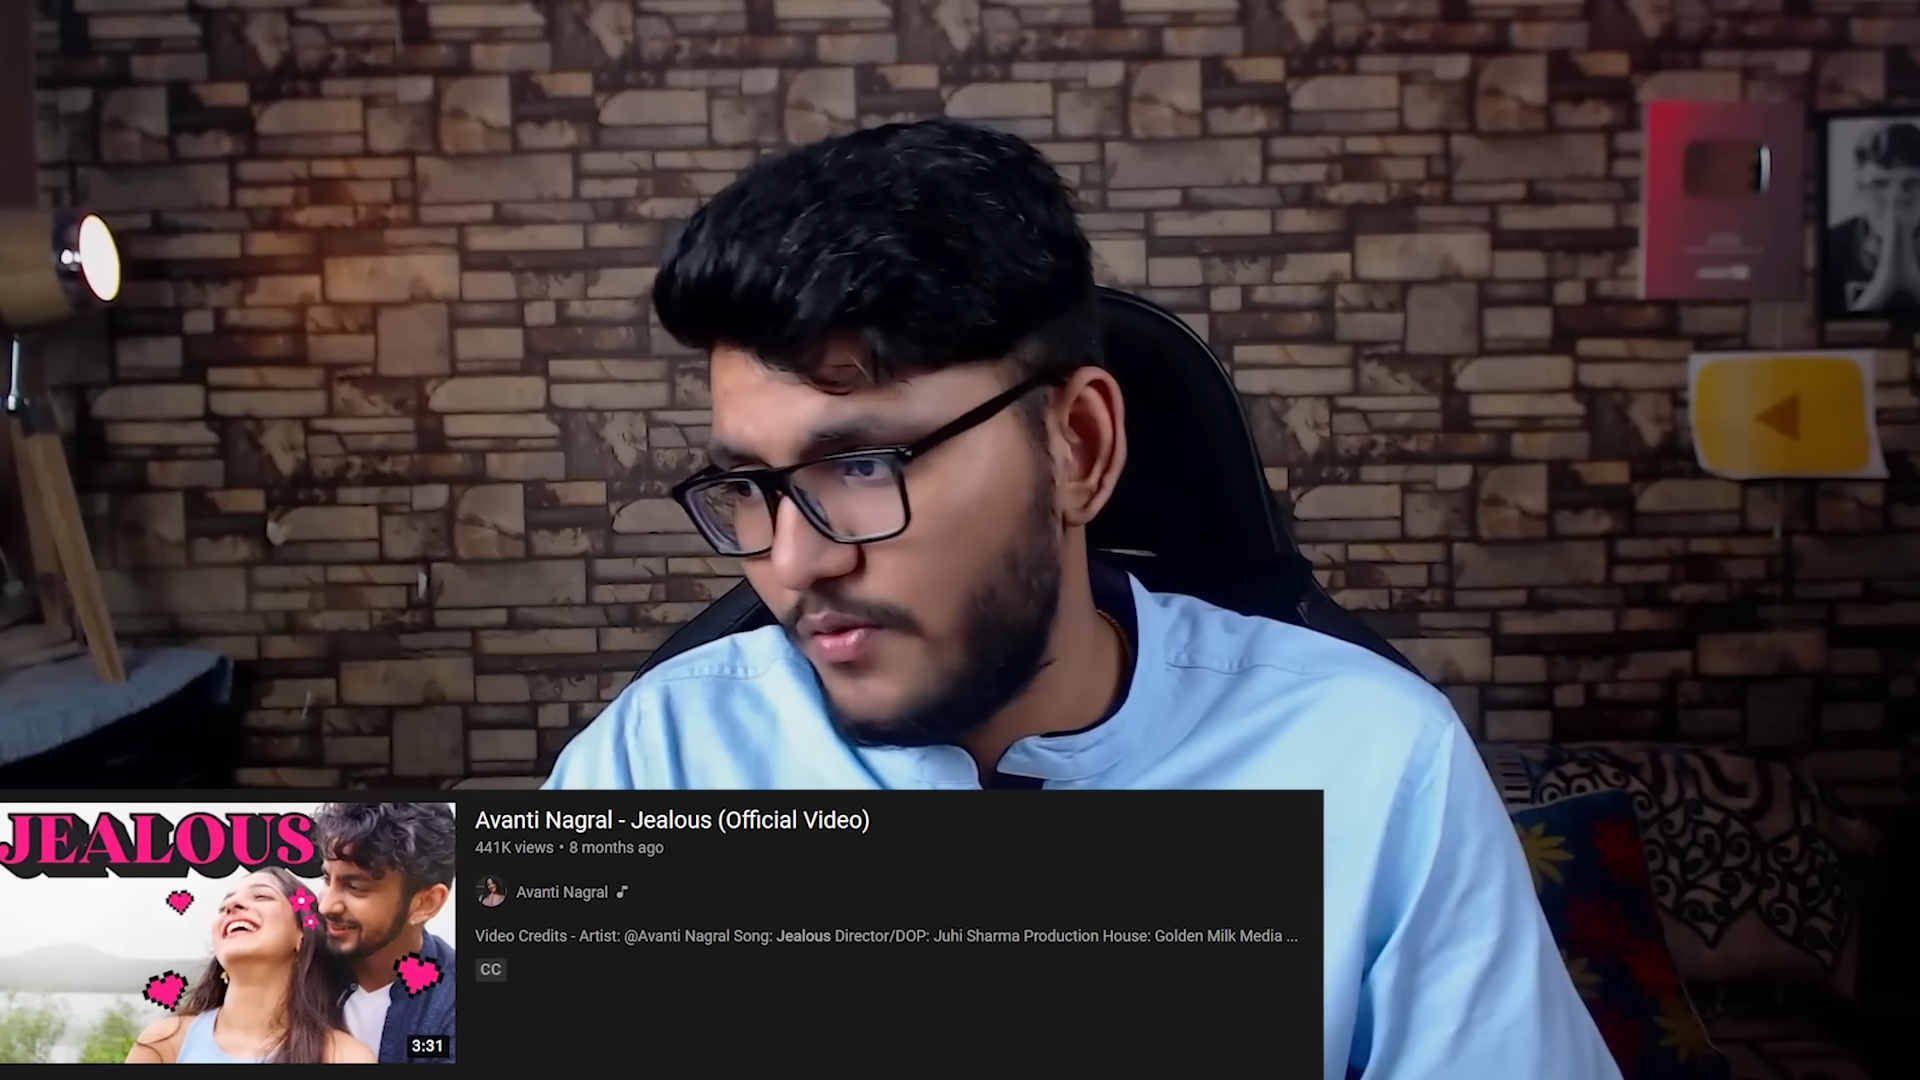 JEALOUS
3:31
Avanti Nagral - Jealous (Official Video)
441K views • 8 months ago
Avanti Nagral
Video Credits - Artist: @Avanti Nagral Song: Jealous Director/DOP: Juhi Sharma Production House: Golden Milk Media ...
CC